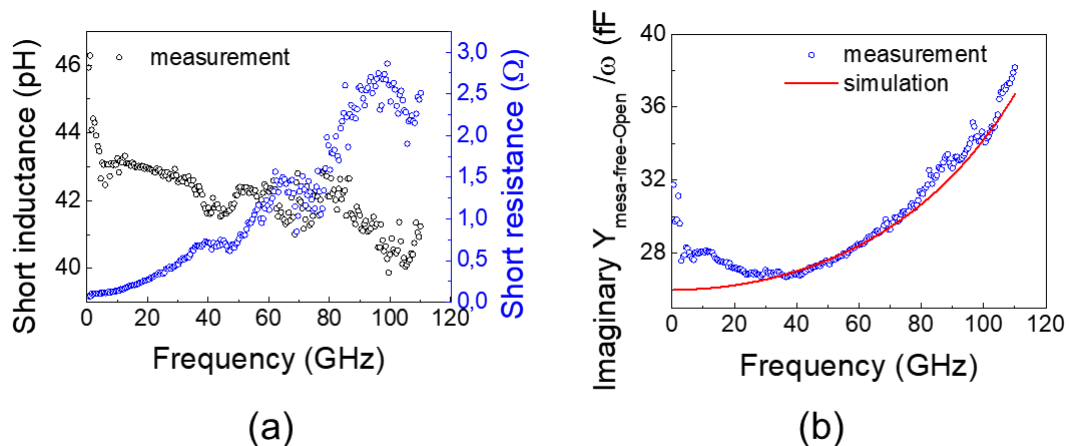 46
44
42
40
0 20 40 60 80 100 120
3,0
2,5
2,0
1,5
1,0
0,5
0,0
measurement
Short inductance (pH)
Short resistance (Ω)
Frequency (GHz)
(a)
40
36
32
28
0 20 40 60 80 100 120
measurement
simulation
Imaginary Y_mesa-free-Open /ω (fF
Frequency (GHz)
(b)